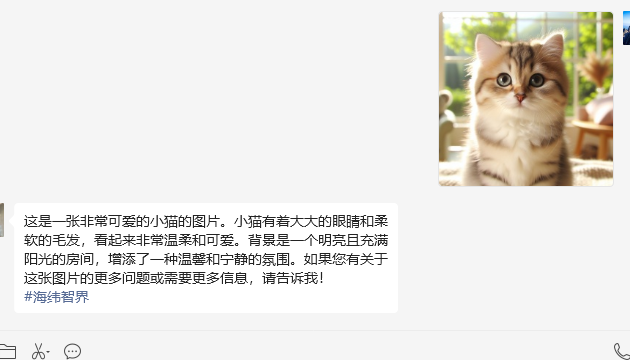 这是一张非常可爱的小猫的图片。小猫有着大大的眼睛和柔
软的毛发，看起来非常温柔和可爱。背景是一个明亮且充满
阳光的房间，增添了一种温馨和宁静的氛围。如果您有关于
这张图片的更多问题或需要更多信息，请告诉我！
#海纬智界